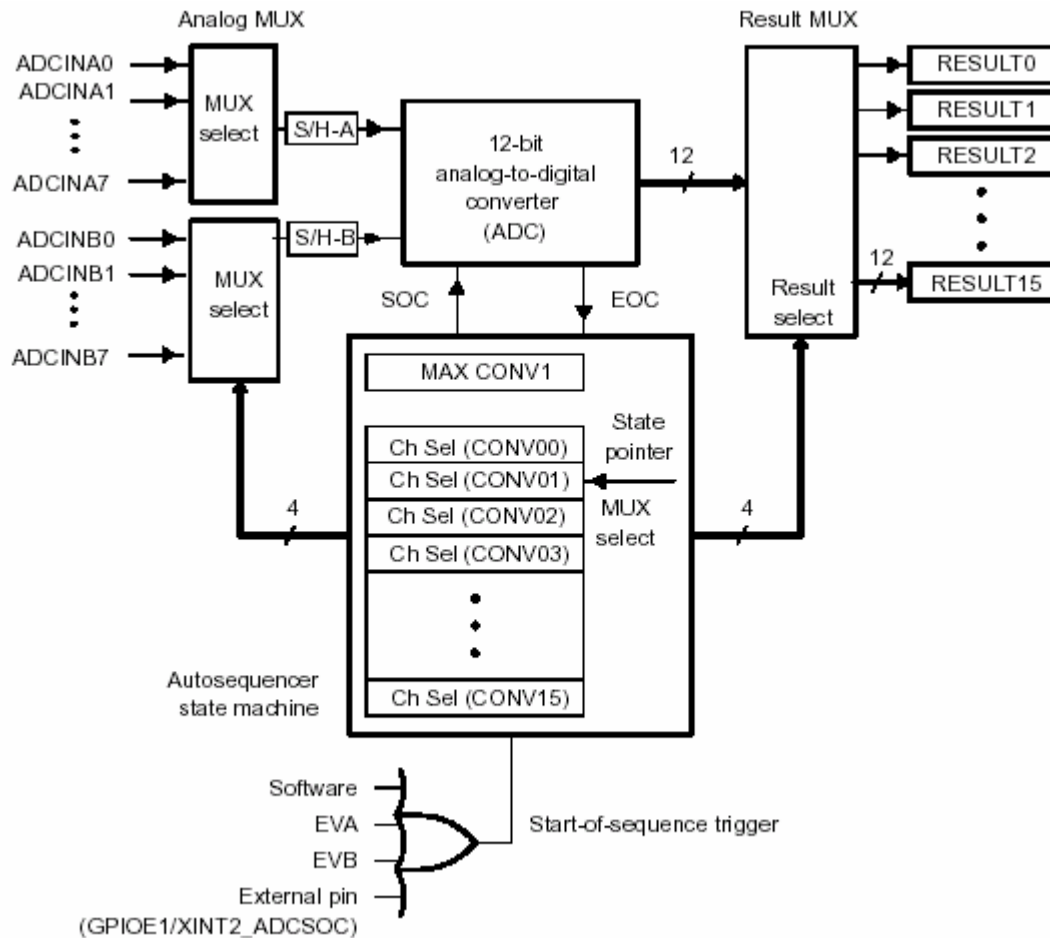 Analog MUX
Result MUX
ADCINA0
ADCINA1
ADCINA7
MUX
select
S/H-A
ADCINB0
ADCINB1
ADCINB7
MUX
select
S/H-B
12-bit
analog-to-digital
converter
(ADC)
12
Result
select
RESULT0
RESULT1
RESULT2
12
RESULT15
SOC
EOC
MAX CONV1
Ch Sel (CONV00)
Ch Sel (CONV01)
Ch Sel (CONV02)
Ch Sel (CONV03)
Ch Sel (CONV15)
State
pointer
MUX
select
4
4
Autosequencer
state machine
Software
EVA
EVB
External pin
(GPIOE1/XINT2_ADCSOC)
Start-of-sequence trigger